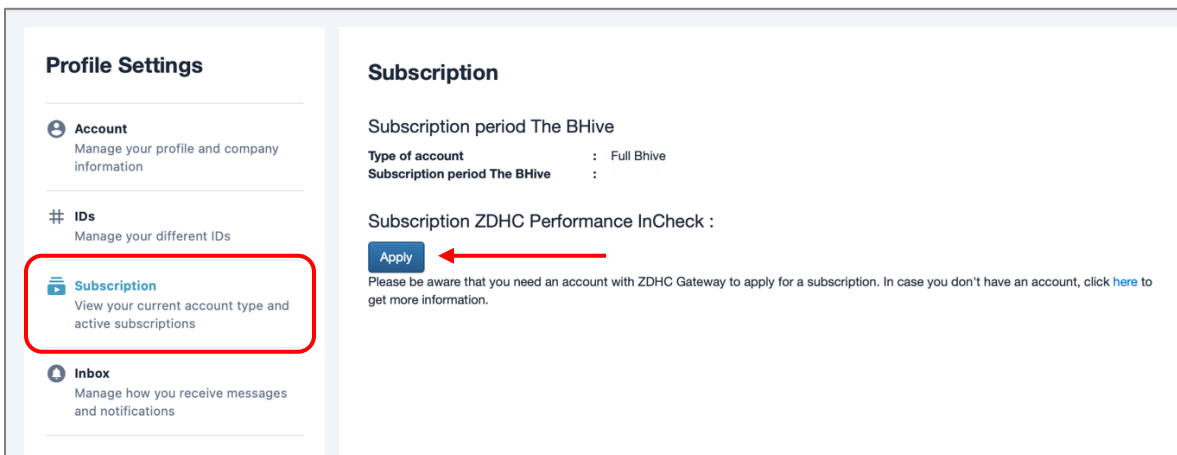 Profile Settings
Account
Manage your profile and company
information
IDs
Manage your different IDs
Subscription
View your current account type and
active subscriptions
Inbox
Manage how you receive messages
and notifications
Subscription
Subscription period The BHive
Type of account : Full Bhive
Subscription period The BHive :
Subscription ZDHC Performance InCheck :
Apply
Please be aware that you need an account with ZDHC Gateway to apply for a subscription. In case you don't have an account, click here to
get more information.